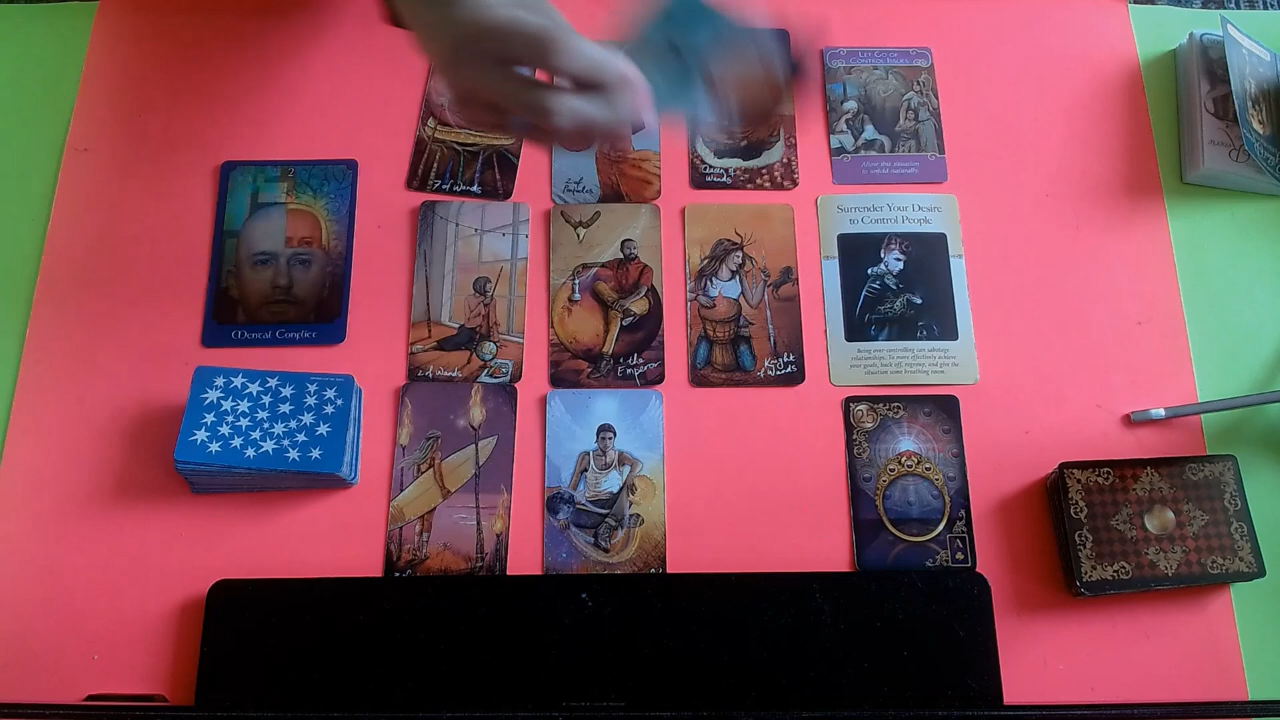 2
Mental Conflict
7 of Wands
2 of
Pentacles
Queen of
Wands
LET GO OF
CONTROL ISSUES
Allow this situation
to unfold naturally.
2 of Wands
the
Emperor
Knight
of Wands
Surrender Your Desire
to Control People
Being over-controlling can sabotage
relationships. To more effectively achieve
your goals, back off, regroup, and give the
situation some breathing room.
25
A